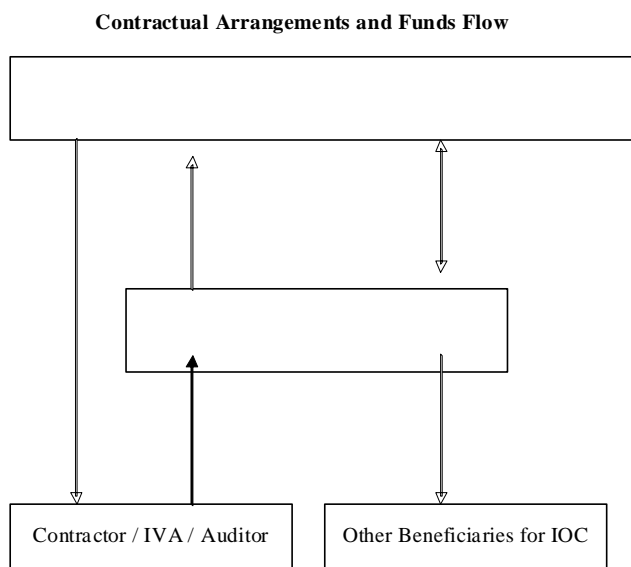 Contractual Arrangements and Funds Flow
Contractor / IVA / Auditor
Other Beneficiaries for IOC